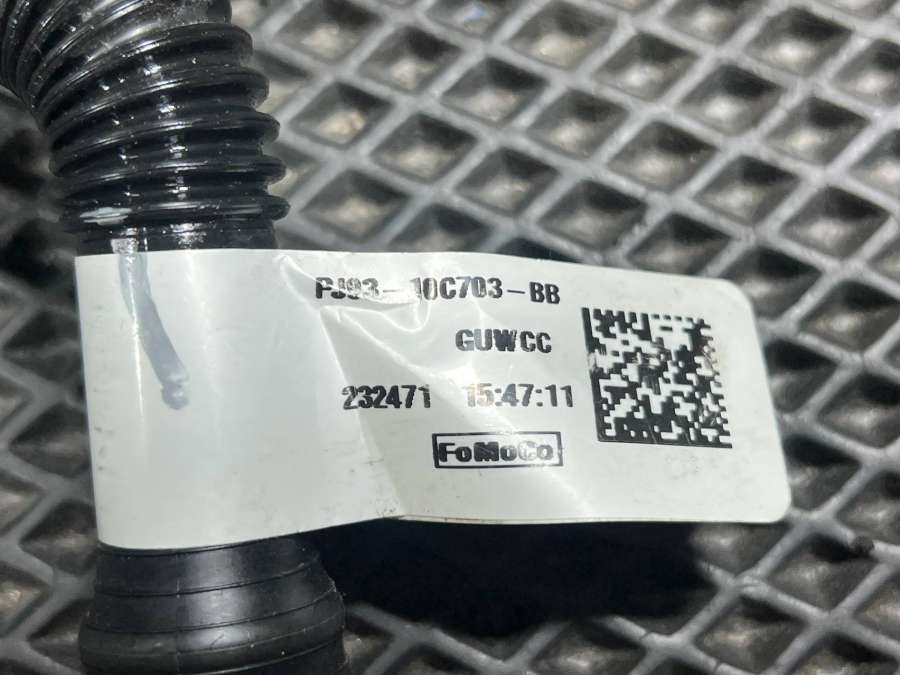 PJ93-10C703-BB
GUWCC
232471 15:47:11
FoMoCo